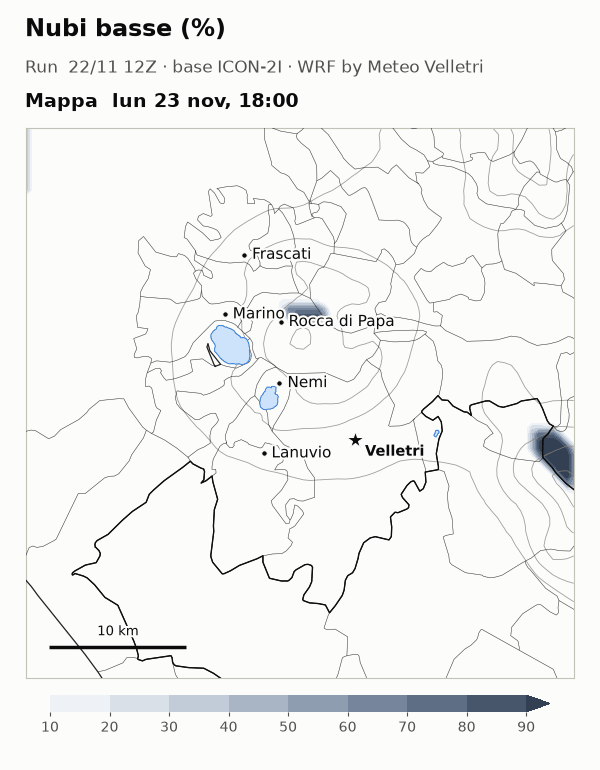 Nubi basse (%)
Run  22/11 12Z · base ICON-2I · WRF by Meteo Velletri
Mappa  lun 23 nov, 18:00
Frascati
Marino
Rocca di Papa
Nemi
Velletri
Lanuvio
10 km
10 20 30 40 50 60 70 80 90